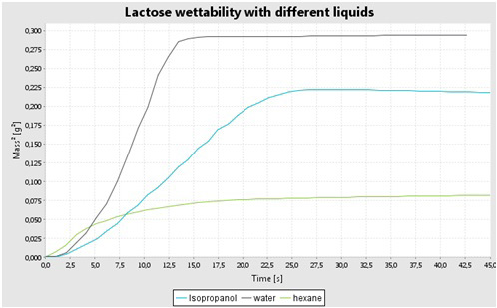 Lactose wettability with different liquids
Mass² [g²]
0,300
0,275
0,250
0,225
0,200
0,175
0,150
0,125
0,100
0,075
0,050
0,025
0,000
0,0 2,5 5,0 7,5 10,0 12,5 15,0 17,5 20,0 22,5 25,0 27,5 30,0 32,5 35,0 37,5 40,0 42,5 45,0
Time [s]
Isopropanol water hexane